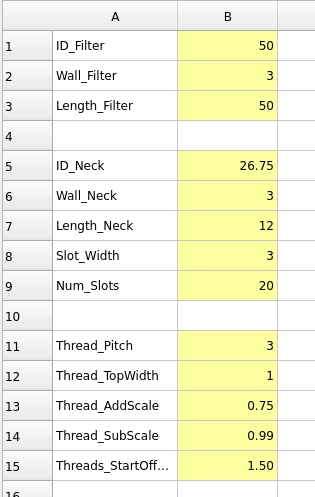 A B
1 ID_Filter 50
2 Wall_Filter 3
3 Length_Filter 50
4
5 ID_Neck 26.75
6 Wall_Neck 3
7 Length_Neck 12
8 Slot_Width 3
9 Num_Slots 20
10
11 Thread_Pitch 3
12 Thread_TopWidth 1
13 Thread_AddScale 0.75
14 Thread_SubScale 0.99
15 Threads_StartOff... 1.50
16